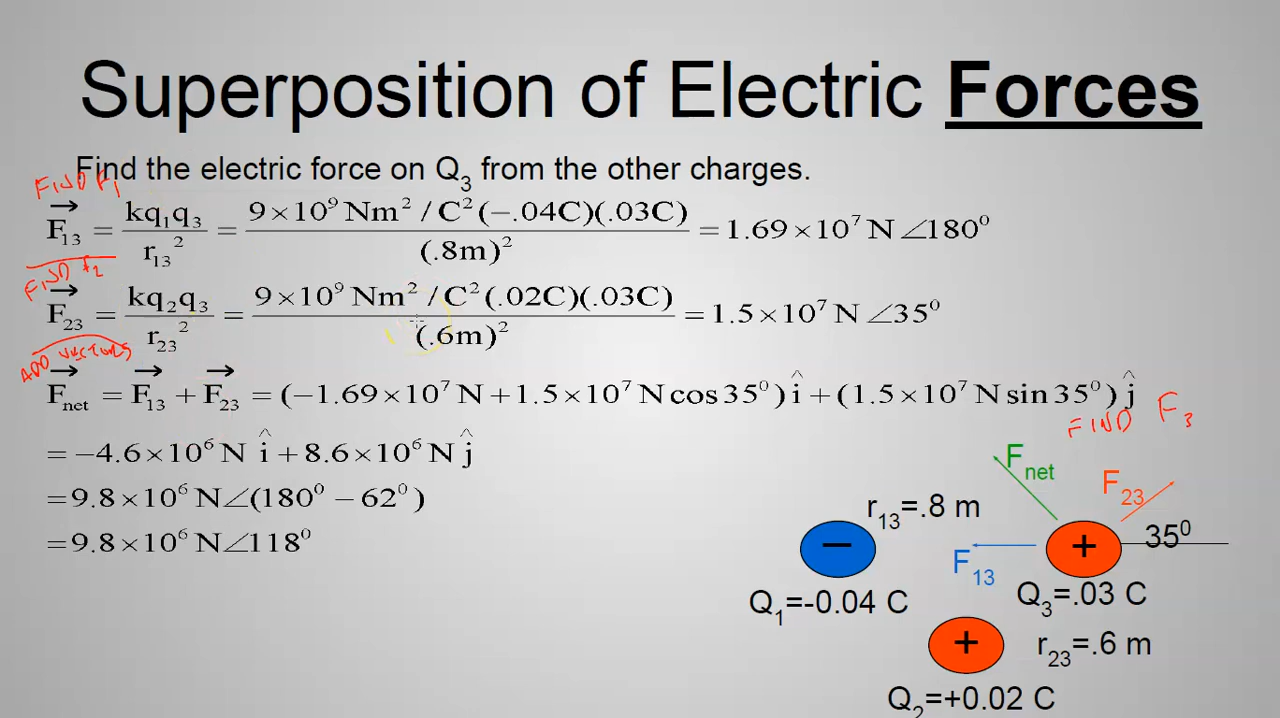 Superposition of Electric Forces
Find the electric force on Q₃ from the other charges.
FIND F₁
F₁₃ = kq₁q₃ / r₁₃² = 9×10⁹ Nm² / C² (−.04C)(.03C) / (.8m)² = 1.69×10⁷ N ∠180⁰
FIND F₂
F₂₃ = kq₂q₃ / r₂₃² = 9×10⁹ Nm² / C² (.02C)(.03C) / (.6m)² = 1.5×10⁷ N ∠35⁰
ADD VECTORS
F_net = F₁₃ + F₂₃ = (−1.69×10⁷ N + 1.5×10⁷ N cos 35⁰) î + (1.5×10⁷ N sin 35⁰) ĵ
FIND F₃
= −4.6×10⁶ N î + 8.6×10⁶ N ĵ
= 9.8×10⁶ N∠(180⁰ − 62⁰)
= 9.8×10⁶ N∠118⁰
F_net
F₂₃
r₁₃=.8 m
35⁰
−
+
F₁₃
Q₁=-0.04 C
Q₃=.03 C
+
r₂₃=.6 m
Q₂=+0.02 C